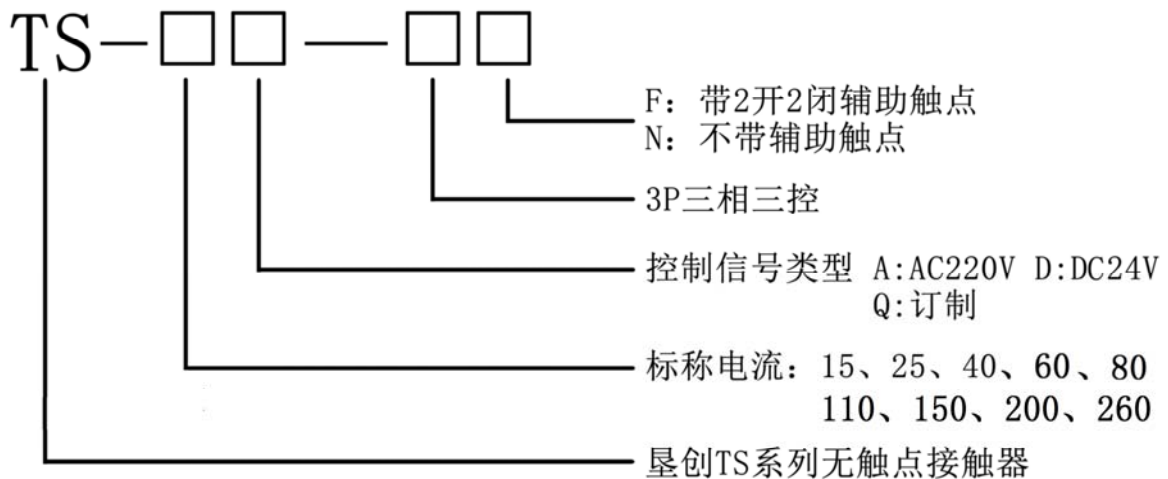 TS—□□—□□
F: 带2开2闭辅助触点
N: 不带辅助触点
3P三相三控
控制信号类型 A:AC220V D:DC24V
Q:订制
标称电流: 15、25、40、60、80
110、150、200、260
垦创TS系列无触点接触器